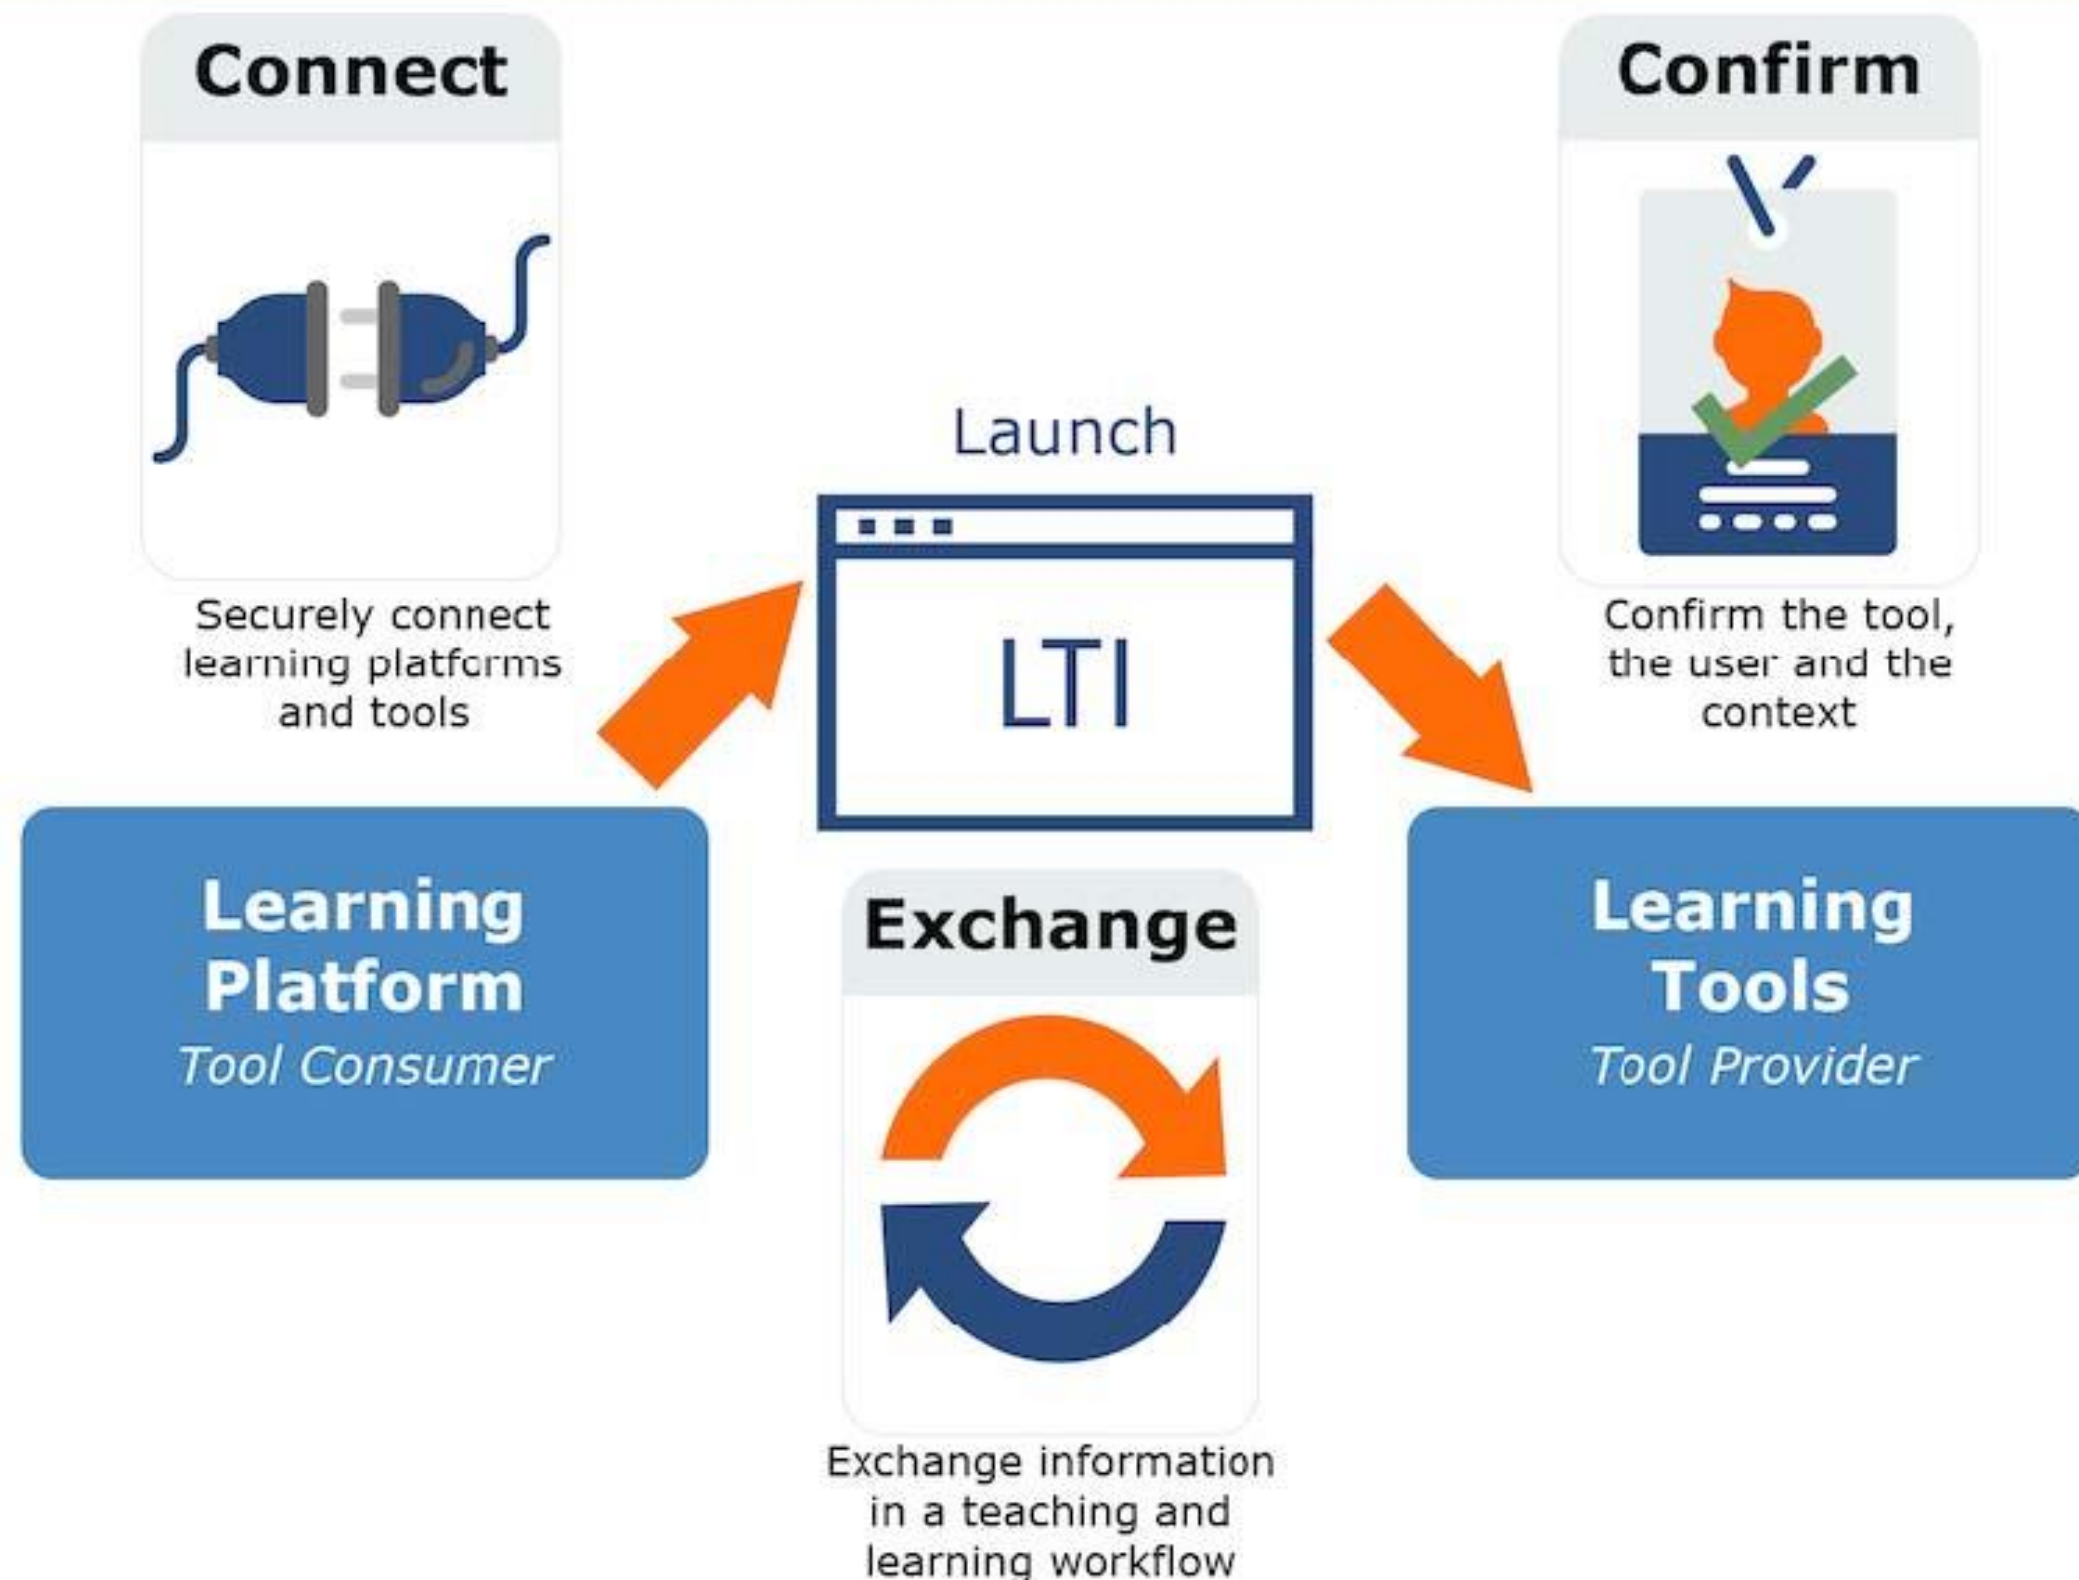 Connect
Securely connect
learning platforms
and tools
Confirm
Confirm the tool,
the user and the
context
Launch
LTI
Learning
Platform
Tool Consumer
Exchange
Exchange information
in a teaching and
learning workflow
Learning
Tools
Tool Provider